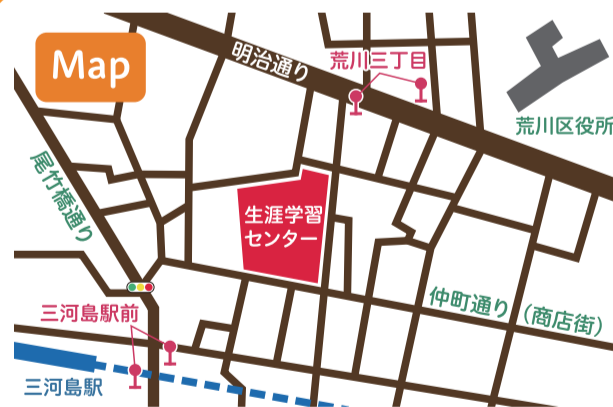 Map
明治通り
荒川三丁目
荒川区役所
尾竹橋通り
生涯学習
センター
仲町通り（商店街）
三河島駅前
三河島駅